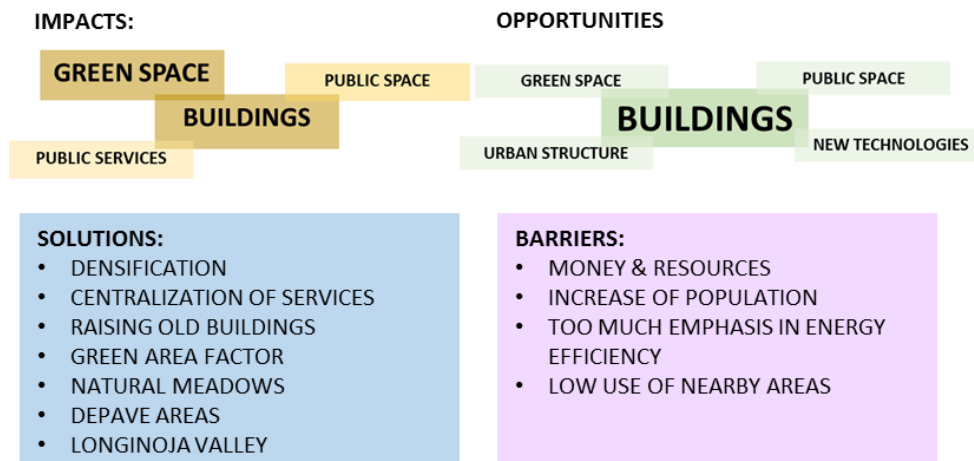 IMPACTS:
GREEN SPACE
PUBLIC SPACE
BUILDINGS
PUBLIC SERVICES
OPPORTUNITIES
GREEN SPACE
PUBLIC SPACE
BUILDINGS
URBAN STRUCTURE
NEW TECHNOLOGIES
SOLUTIONS:
• DENSIFICATION
• CENTRALIZATION OF SERVICES
• RAISING OLD BUILDINGS
• GREEN AREA FACTOR
• NATURAL MEADOWS
• DEPAVE AREAS
• LONGINOJA VALLEY
BARRIERS:
• MONEY & RESOURCES
• INCREASE OF POPULATION
• TOO MUCH EMPHASIS IN ENERGY
EFFICIENCY
• LOW USE OF NEARBY AREAS